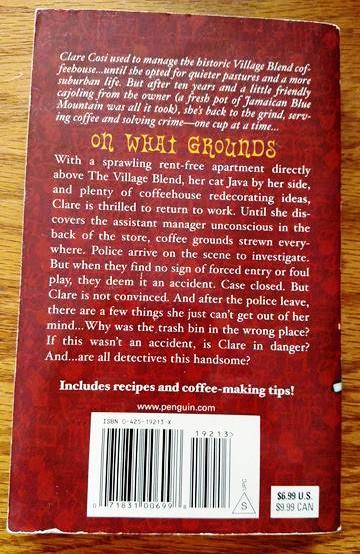 Clare Cosi used to manage the historic Village Blend cof-
feehouse...until she opted for quieter pastures and a more
suburban life. But after ten years and a little friendly
cajoling from the owner (a fresh pot of Jamaican Blue
Mountain was all it took), she's back to the grind, serv-
ing coffee and solving crime—one cup at a time...
ON WHAT GROUNDS
With a sprawling rent-free apartment directly
above The Village Blend, her cat Java by her side,
and plenty of coffeehouse redecorating ideas,
Clare is thrilled to return to work. Until she dis-
covers the assistant manager unconscious in the
back of the store, coffee grounds strewn every-
where. Police arrive on the scene to investigate.
But when they find no sign of forced entry or foul
play, they deem it an accident. Case closed. But
Clare is not convinced. And after the police leave,
there are a few things she just can't get out of her
mind...Why was the trash bin in the wrong place?
If this wasn't an accident, is Clare in danger?
And...are all detectives this handsome?
Includes recipes and coffee-making tips!
www.penguin.com
ISBN 0-425-19213-X
19213>
0 71831 00699 8
S UPC
$6.99 U.S.
$9.99 CAN